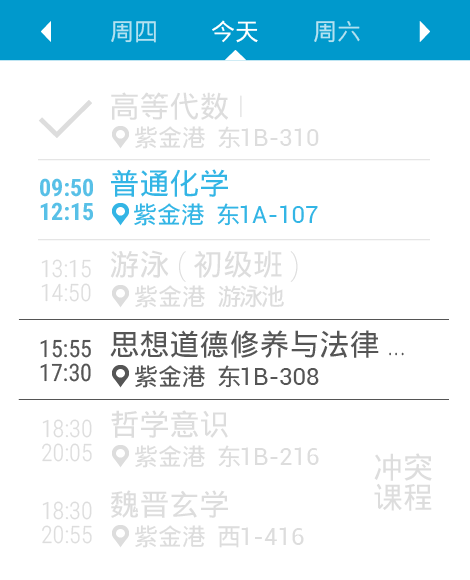 周四 今天 周六
高等代数 I
紫金港 东1B-310
09:50 普通化学
12:15 紫金港 东1A-107
13:15 游泳 ( 初级班 )
14:50 紫金港 游泳池
15:55 思想道德修养与法律 ...
17:30 紫金港 东1B-308
18:30 哲学意识
20:05 紫金港 东1B-216
冲突
课程
18:30 魏晋玄学
20:55 紫金港 西1-416